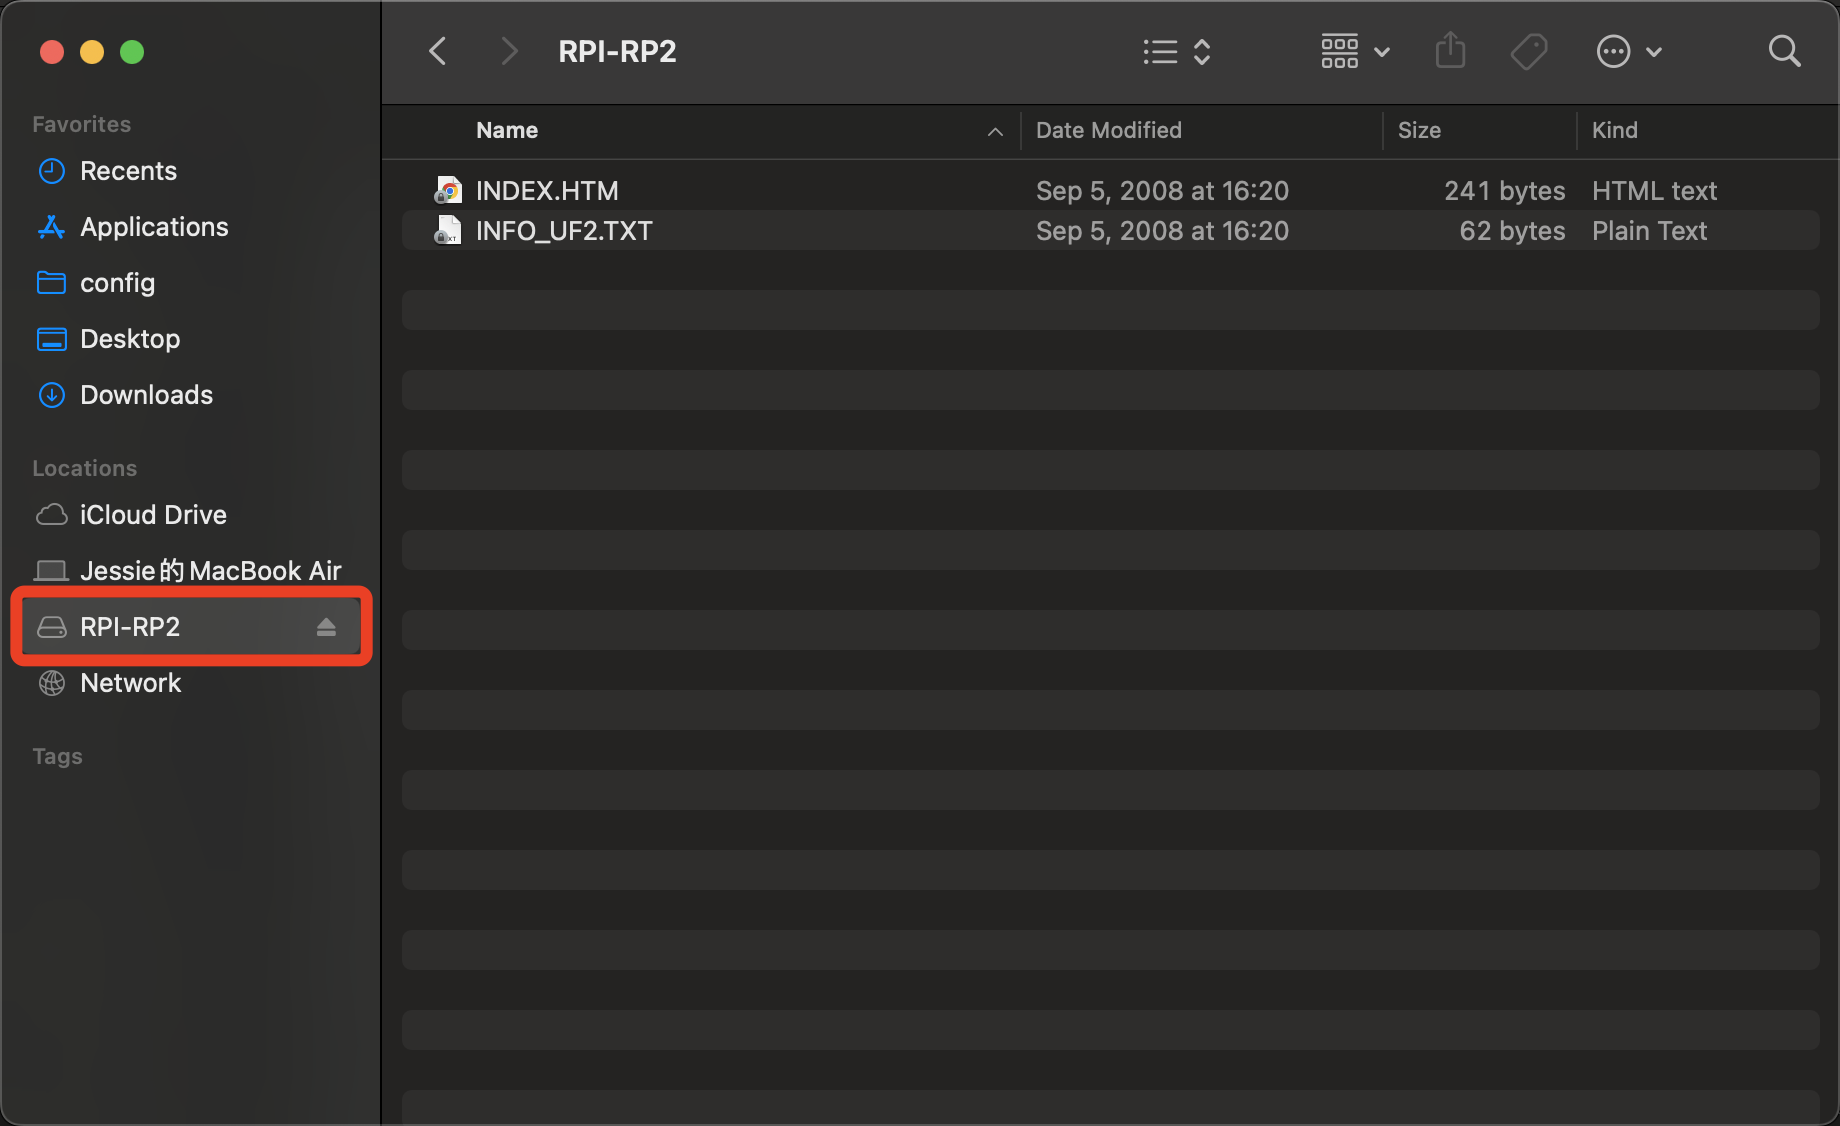 RPI-RP2
Favorites
Recents
Applications
config
Desktop
Downloads
Locations
iCloud Drive
Jessie的MacBook Air
RPI-RP2
Network
Tags
Name Date Modified Size Kind
INDEX.HTM Sep 5, 2008 at 16:20 241 bytes HTML text
INFO_UF2.TXT Sep 5, 2008 at 16:20 62 bytes Plain Text